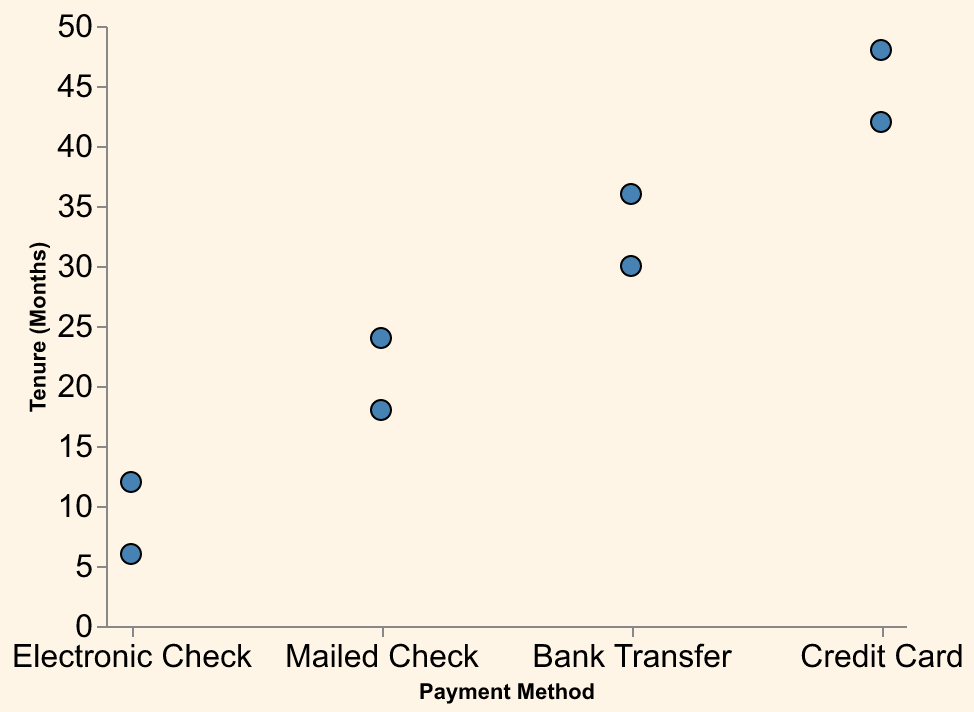 50
45
40
35
30
25
20
15
10
5
0
Tenure (Months)
Electronic Check
Mailed Check
Bank Transfer
Credit Card
Payment Method